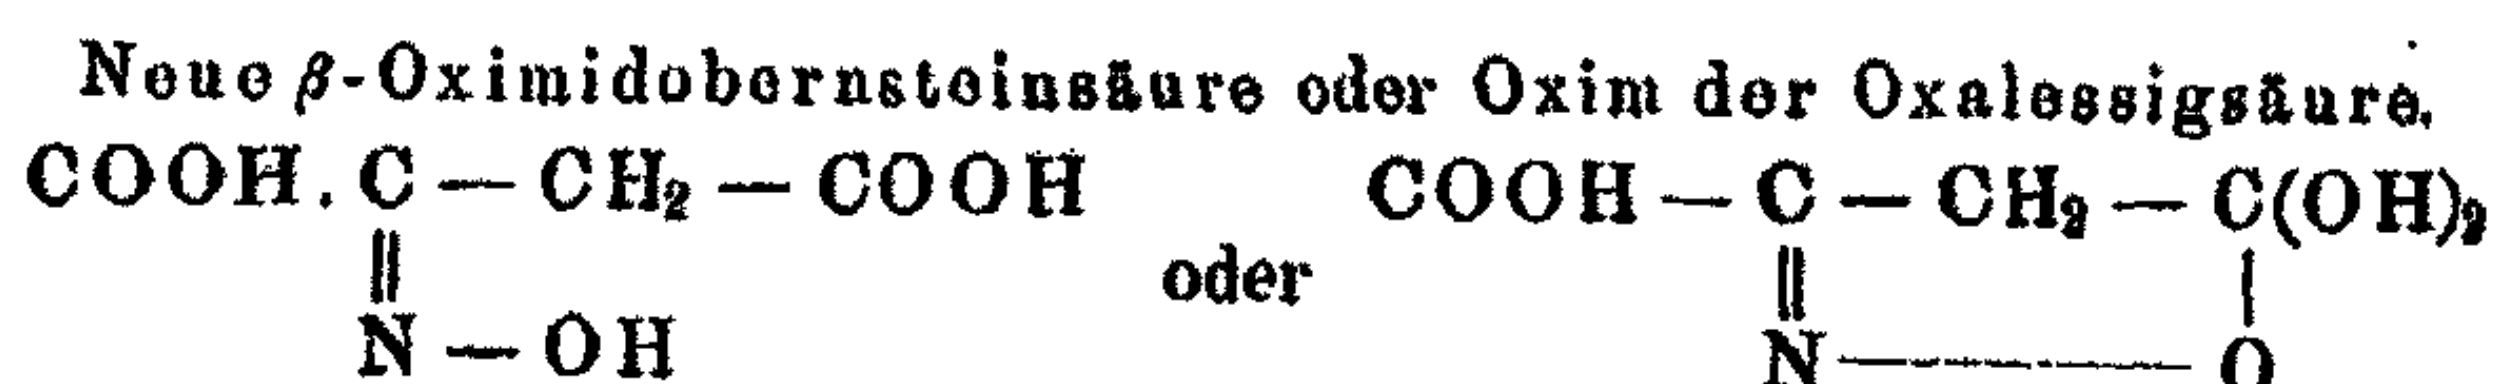 Neue β-Oximidobernsteinsäure oder Oxim der Oxalessigsäure,
COOH. C — CH₂ — COOH COOH — C — CH₂ — C(OH)₂
‖ oder ‖ |
N — OH N ——— O